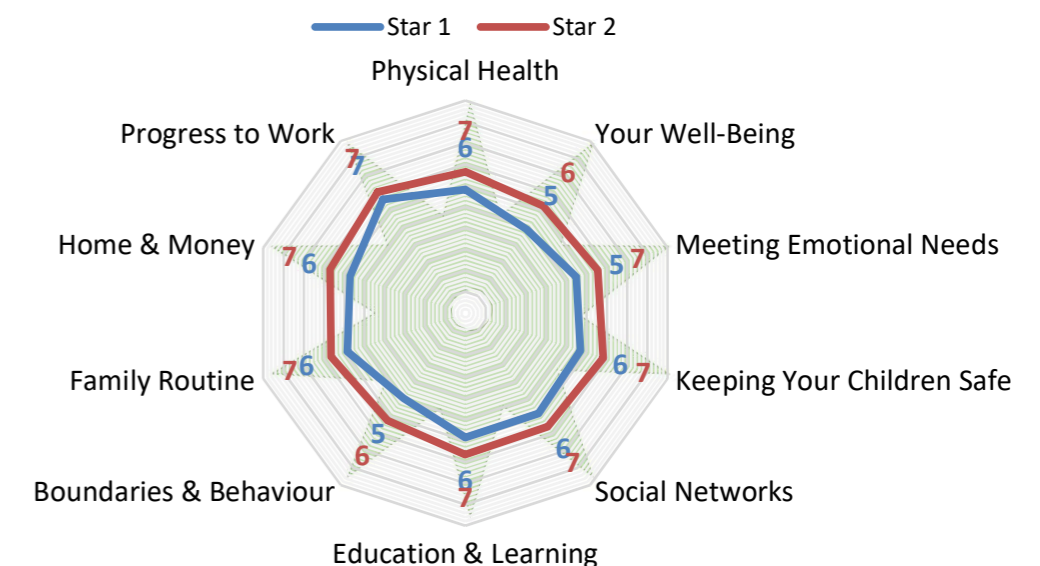 Star 1 Star 2
Physical Health
Progress to Work
Your Well-Being
7
6
7
7
6
5
Home & Money
Meeting Emotional Needs
7 6
5 7
Family Routine
Keeping Your Children Safe
7 6
6 7
5
6
6
7
6
7
Boundaries & Behaviour
Social Networks
Education & Learning